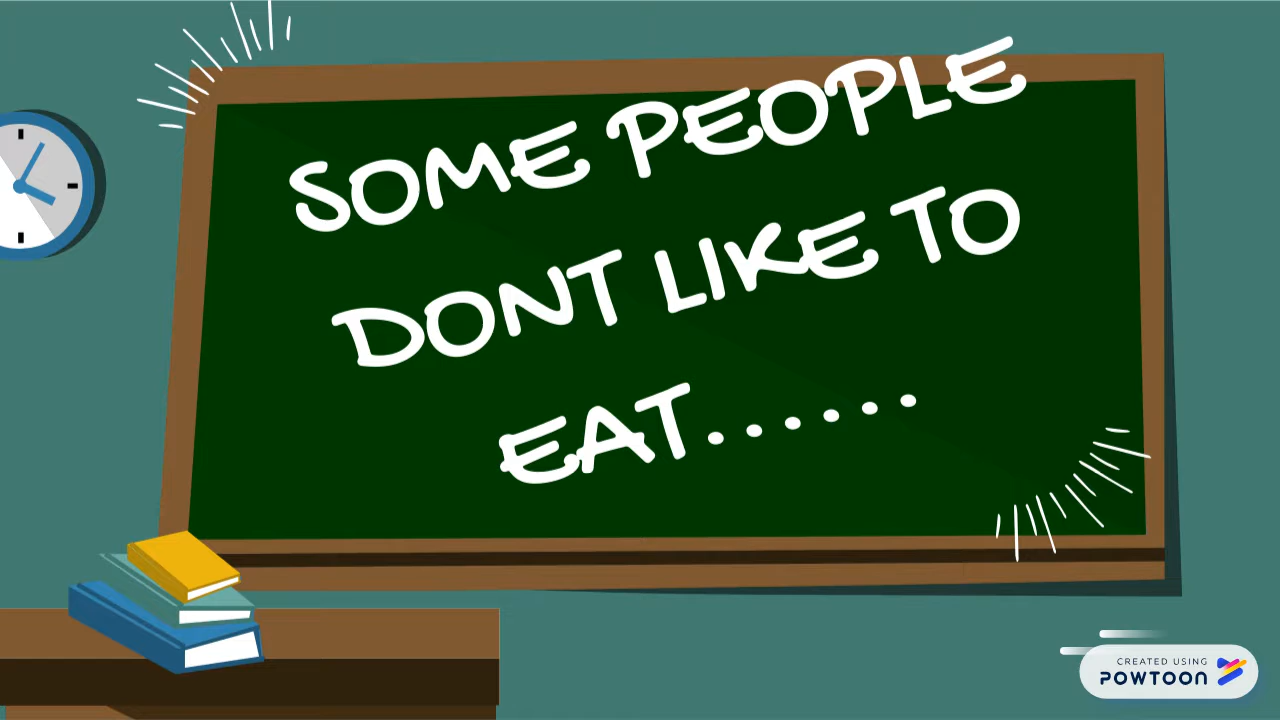 SOME PEOPLE
DONT LIKE TO
EAT......
CREATED USING
POWTOON